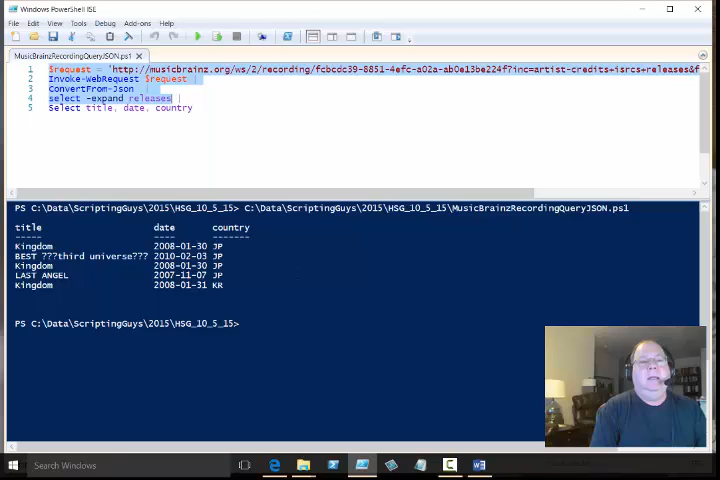 Windows PowerShell ISE
File Edit View Tools Debug Add-ons Help
MusicBrainzRecordingQueryJSON.ps1
1 $request = 'http://musicbrainz.org/ws/2/recording/fcbcdc39-8851-4efc-a02a-ab0e13be224f?inc=artist-credits+isrcs+releases&f
2 Invoke-WebRequest $request |
3 ConvertFrom-Json |
4 select -expand releases |
5 Select title, date, country
PS C:\Data\ScriptingGuys\2015\HSG_10_5_15> C:\Data\ScriptingGuys\2015\HSG_10_5_15\MusicBrainzRecordingQueryJSON.ps1
title date country
----- ---- -------
Kingdom 2008-01-30 JP
BEST ???third universe??? 2010-02-03 JP
Kingdom 2008-01-30 JP
LAST ANGEL 2007-11-07 JP
Kingdom 2008-01-31 KR
PS C:\Data\ScriptingGuys\2015\HSG_10_5_15>
Search Windows